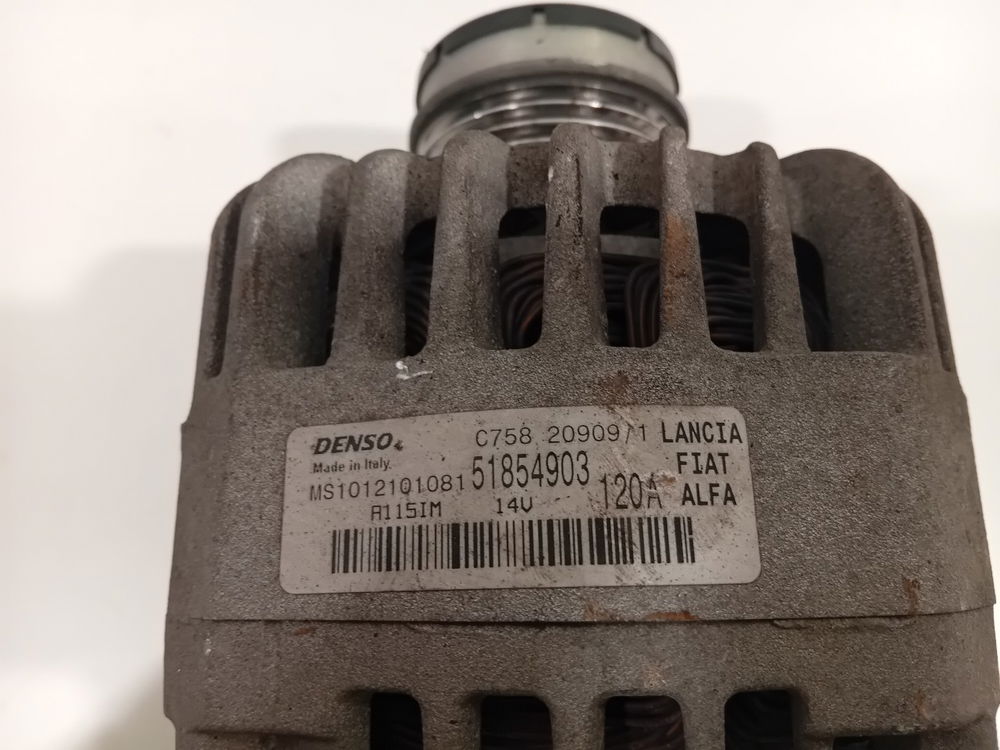 DENSO C758 20909/1 LANCIA
Made in Italy FIAT
MS1012101081 51854903 120A ALFA
A115IM 14V